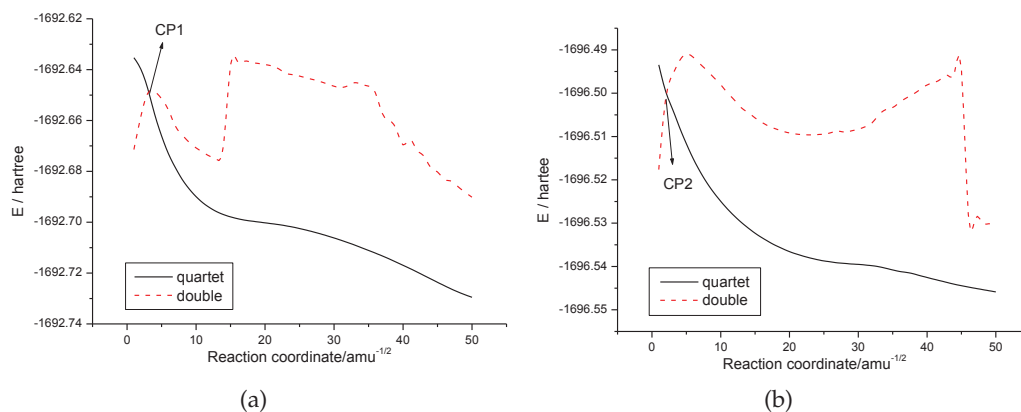 CP1
E / hartree
-1692.62
-1692.64
-1692.66
-1692.68
-1692.70
-1692.72
-1692.74
quartet
double
0 10 20 30 40 50
Reaction coordinate/amu-1/2
(a)
CP2
E / hartee
-1696.49
-1696.50
-1696.51
-1696.52
-1696.53
-1696.54
-1696.55
quartet
double
0 10 20 30 40 50
Reaction coordinate/amu-1/2
(b)